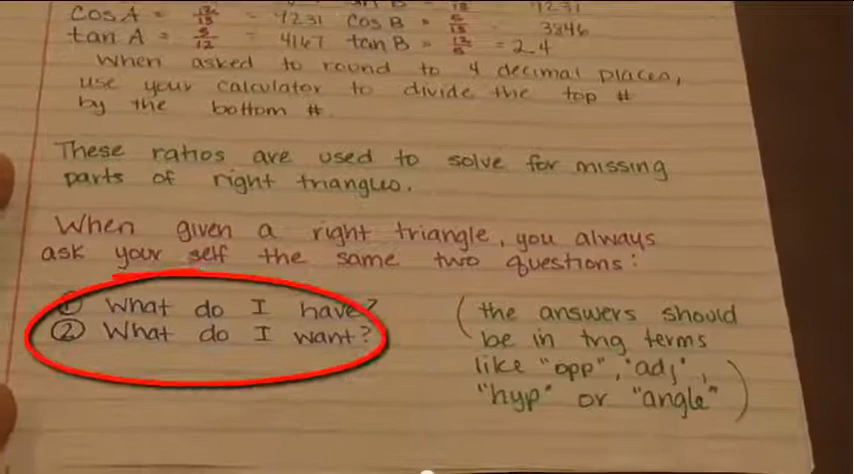 cos A = 12/13 = 9231 cos B = 5/13 = 3846
tan A = 5/12 = 4167 tan B = 12/5 = 2.4
When asked to round to 4 decimal places,
use your calculator to divide the top #
by the bottom #.
These ratios are used to solve for missing
parts of right triangles.
When given a right triangle, you always
ask your self the same two questions:
① What do I have?
② What do I want?
(the answers should
be in trig terms
like "opp", "adj",
"hyp" or "angle")